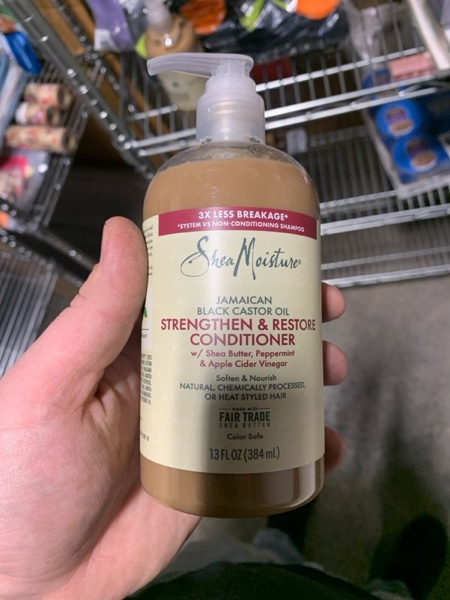 3X LESS BREAKAGE*
*SYSTEM VS NON-CONDITIONING SHAMPOO
SheaMoisture®
JAMAICAN
BLACK CASTOR OIL
STRENGTHEN & RESTORE
CONDITIONER
w/ Shea Butter, Peppermint
& Apple Cider Vinegar
Soften & Nourish
NATURAL, CHEMICALLY PROCESSED,
OR HEAT STYLED HAIR
made with
FAIR TRADE
SHEA BUTTER
Color Safe
13 FL OZ (384 mL)